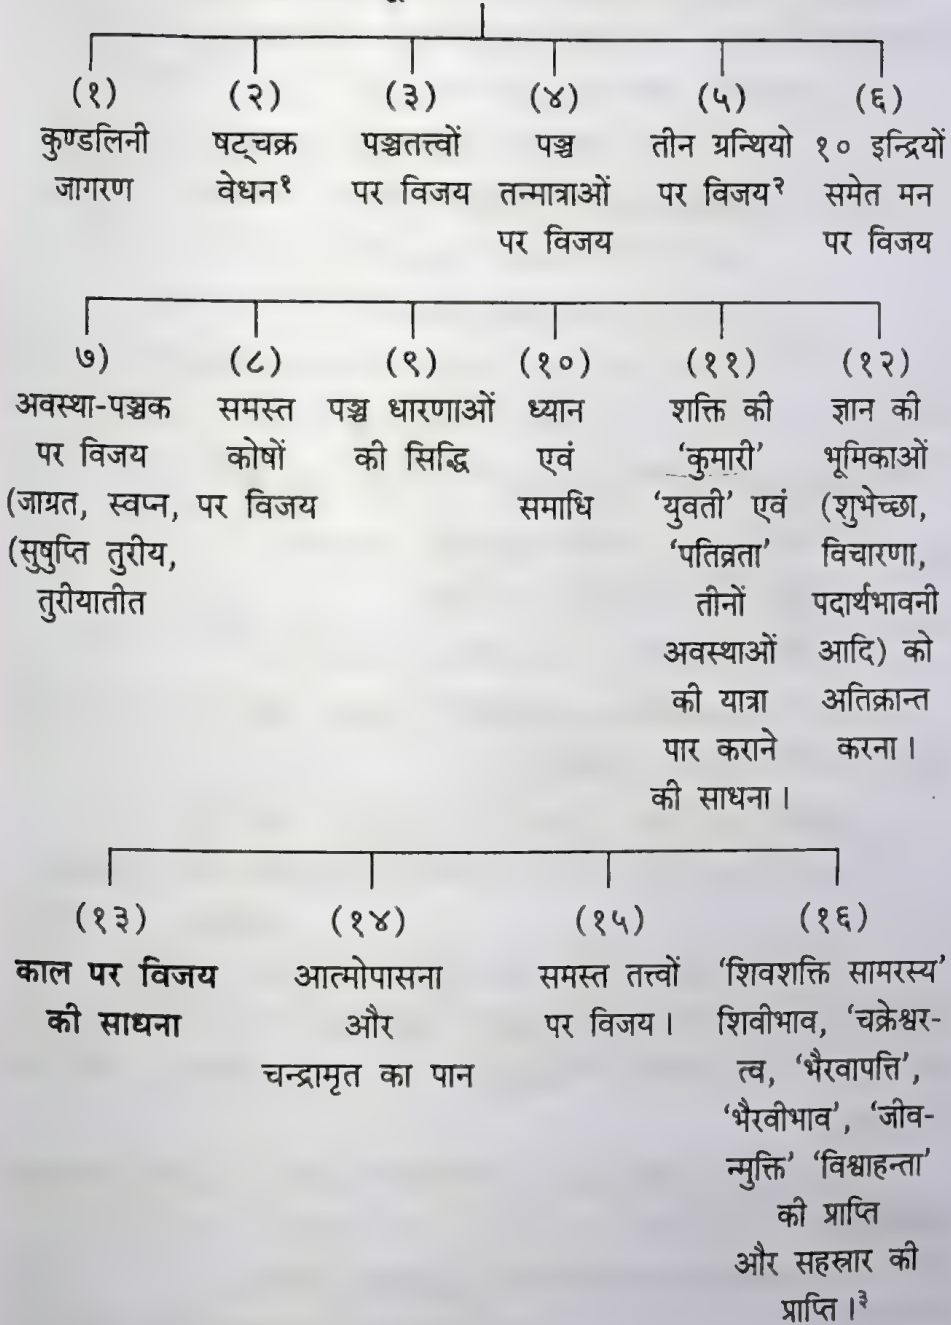 (१) (२) (३) (४) (५) (६)
कुण्डलिनी षट्चक्र पञ्चतत्त्वों पञ्च तीन ग्रन्थियो १० इन्द्रियों
जागरण वेधन१ पर विजय तन्मात्राओं पर विजय२ समेत मन
पर विजय पर विजय
७) (८) (९) (१०) (११) (१२)
अवस्था-पञ्चक समस्त पञ्च धारणाओं ध्यान शक्ति की ज्ञान की
पर विजय कोषों की सिद्धि एवं ‘कुमारी’ भूमिकाओं
(जाग्रत, स्वप्न, पर विजय समाधि ‘युवती’ एवं (शुभेच्छा,
(सुषुप्ति तुरीय, ‘पतिव्रता’ विचारणा,
तुरीयातीत तीनों पदार्थभावनी
अवस्थाओं आदि) को
की यात्रा अतिक्रान्त
पार कराने करना।
की साधना।
(१३) (१४) (१५) (१६)
काल पर विजय आत्मोपासना समस्त तत्त्वों ‘शिवशक्ति सामरस्य’
की साधना और पर विजय। शिवीभाव, ‘चक्रेश्वर-
चन्द्रामृत का पान त्व, ‘भैरवापत्ति’,
‘भैरवीभाव’, ‘जीव-
न्मुक्ति’ ‘विश्वाहन्ता’
की प्राप्ति
और सहस्रार की
प्राप्ति।३